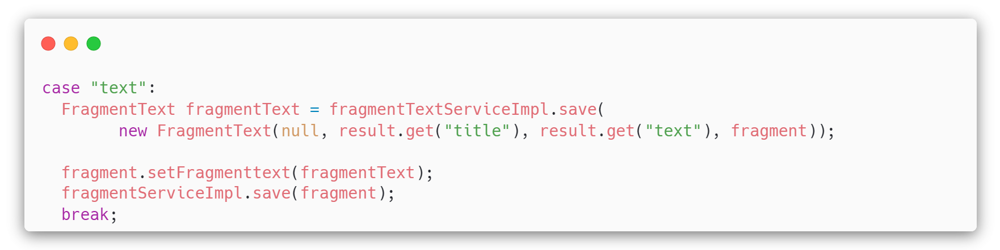 case "text":
  FragmentText fragmentText = fragmentTextServiceImpl.save(
        new FragmentText(null, result.get("title"), result.get("text"), fragment));

  fragment.setFragmenttext(fragmentText);
  fragmentServiceImpl.save(fragment);
  break;